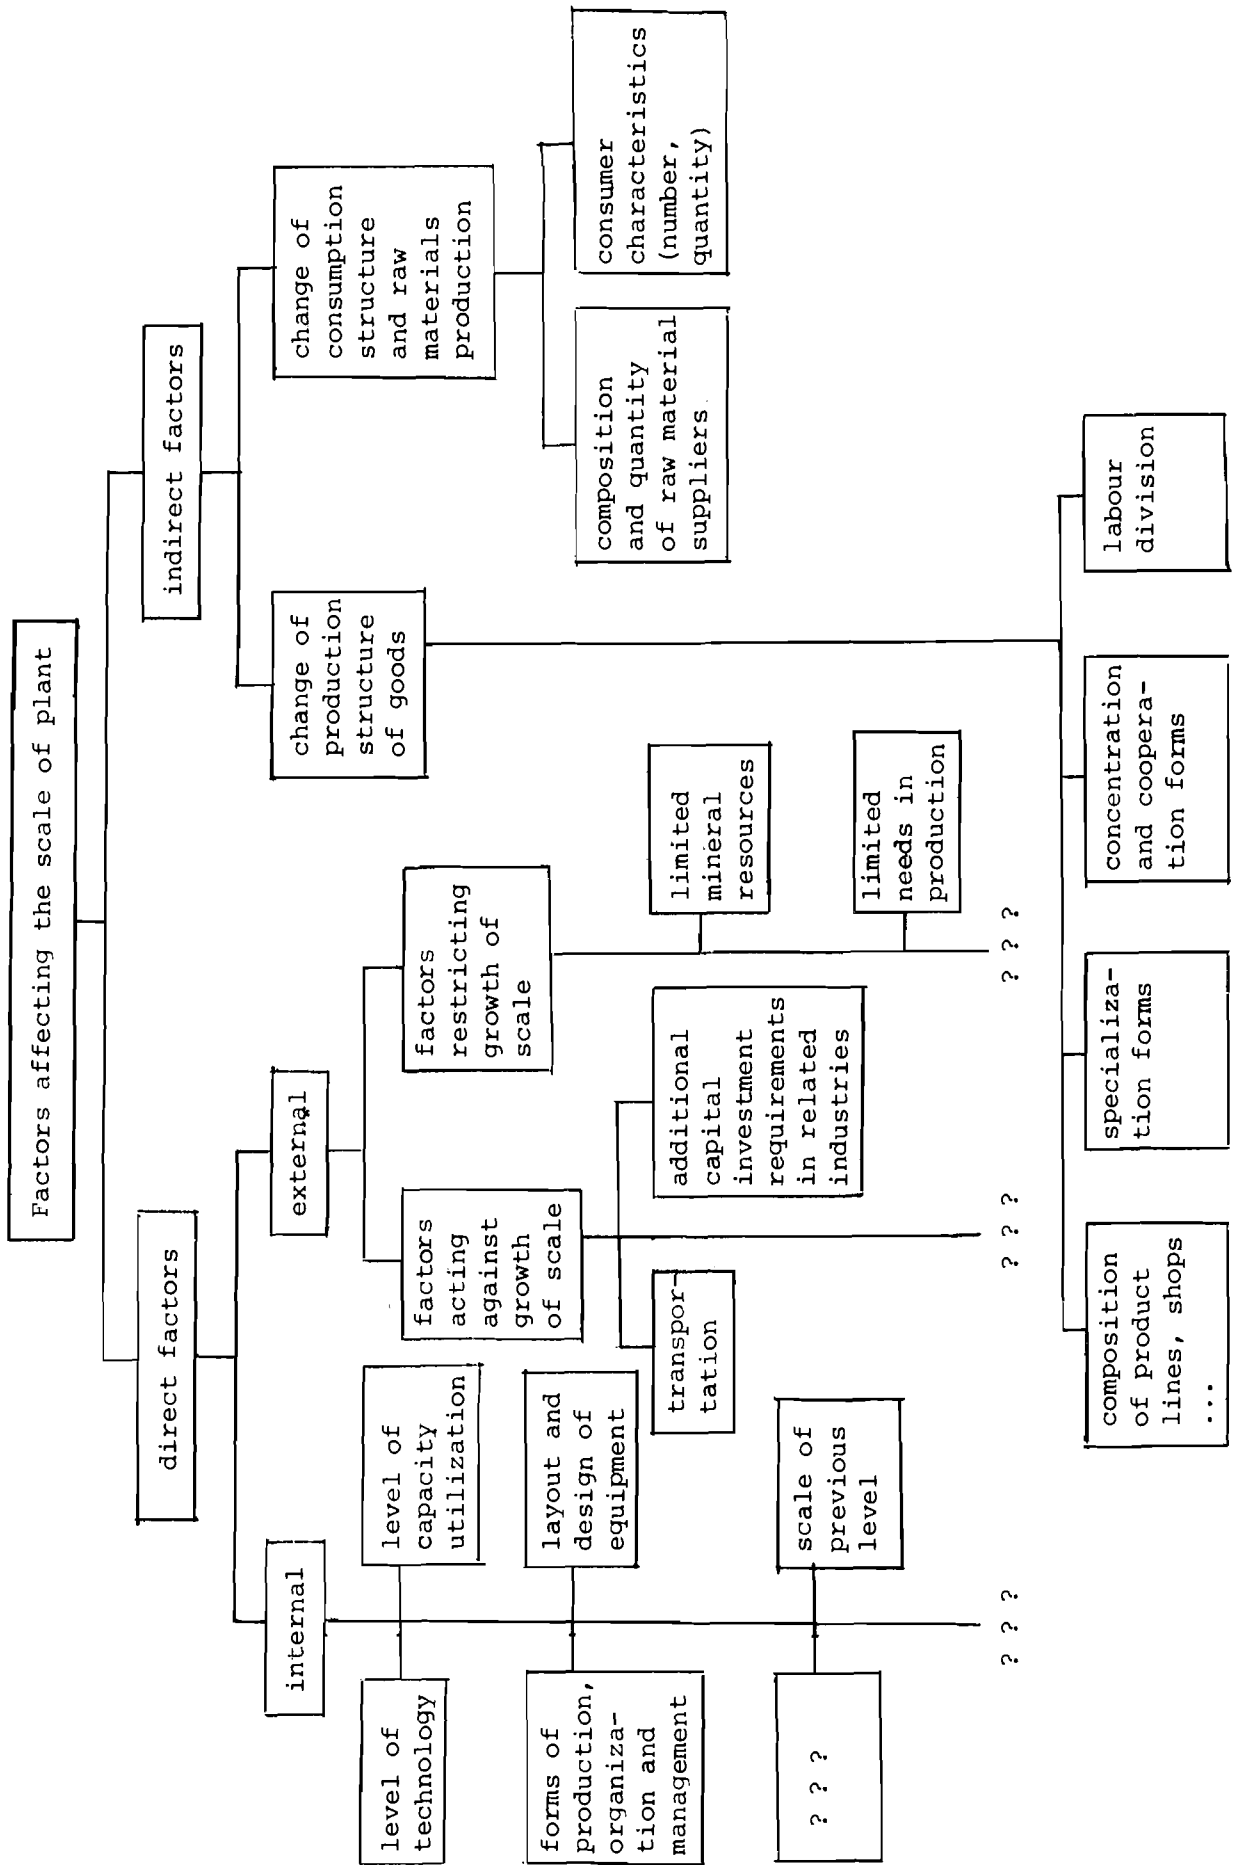 Factors affecting the scale of plant
direct factors
indirect factors
internal
external
change of
production
structure
of goods
change of
consumption
structure
and raw
materials
production
level of
technology
level of
capacity
utilization
factors
acting
against
growth
of scale
factors
restricting
growth of
scale
forms of
production,
organiza-
tion and
management
layout and
design of
equipment
composition
and quantity
of raw material
suppliers
consumer
characteristics
(number,
quantity)
transpor-
tation
additional
capital
investment
requirements
in related
industries
limited
mineral
resources
? ? ?
scale of
previous
level
limited
needs in
production
? ? ?
? ? ?
? ? ?
composition
of product
lines, shops
...
specializa-
tion forms
concentration
and coopera-
tion forms
labour
division